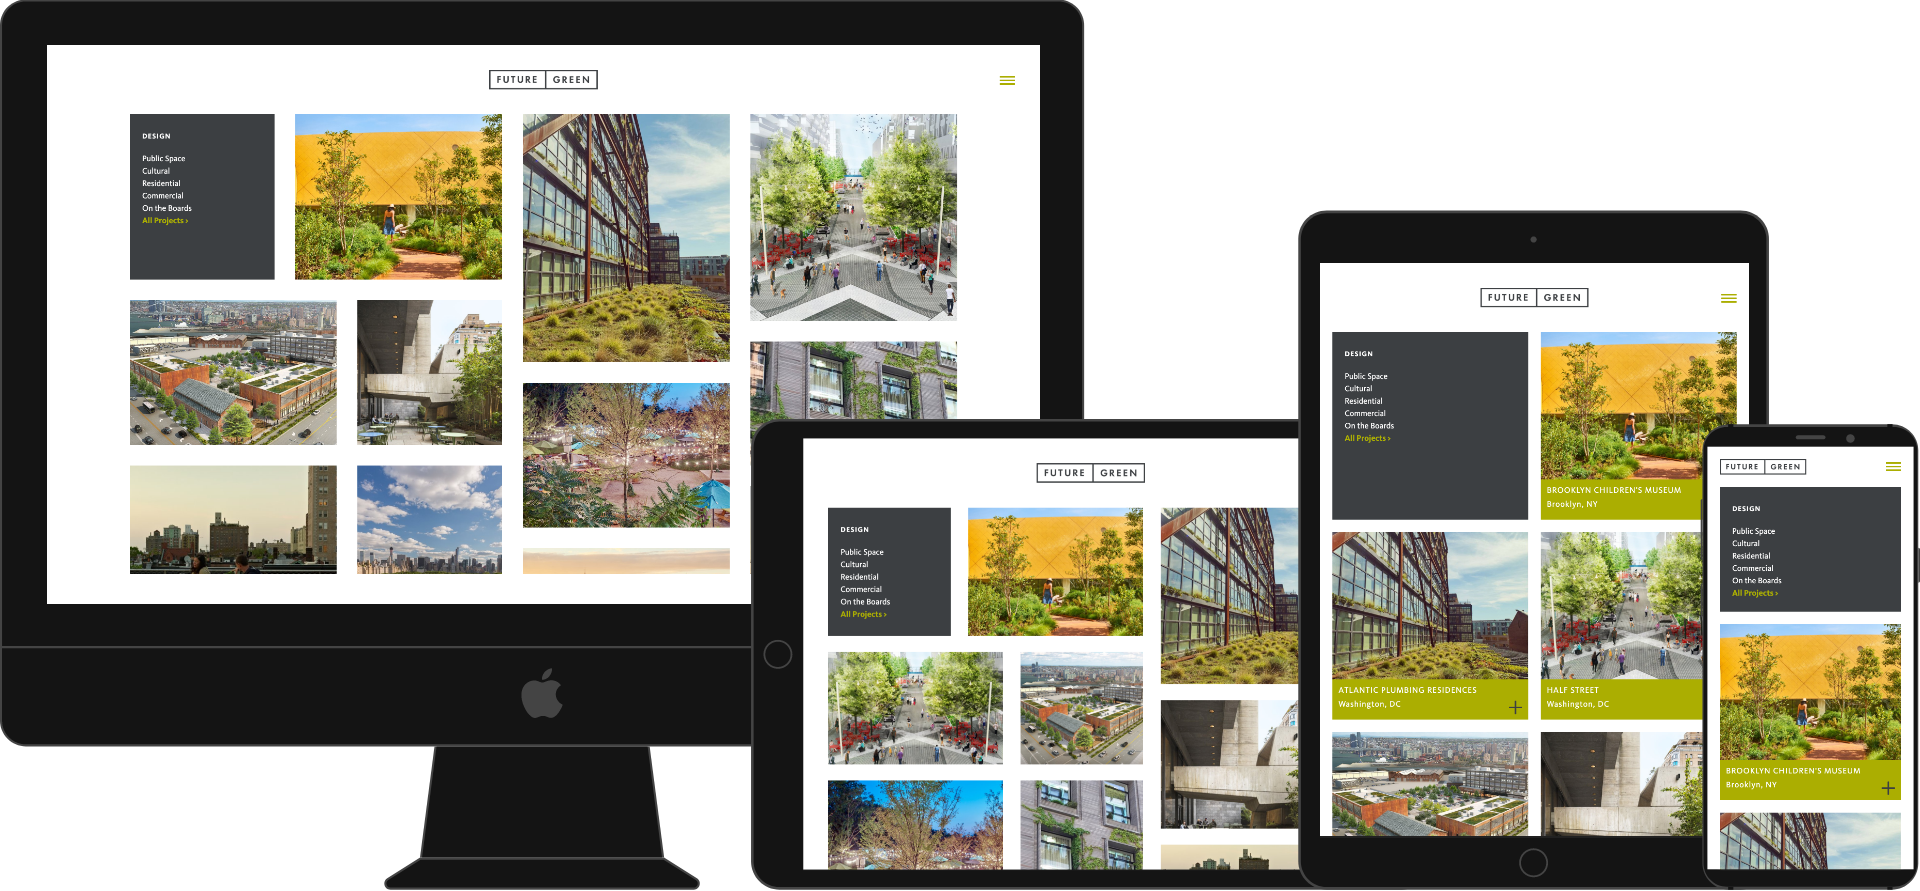 FUTURE GREEN
DESIGN
Public Space
Cultural
Residential
Commercial
On the Boards
All Projects ›
FUTURE GREEN
DESIGN
Public Space
Cultural
Residential
Commercial
On the Boards
All Projects ›
FUTURE GREEN
DESIGN
Public Space
Cultural
Residential
Commercial
On the Boards
All Projects ›
BROOKLYN CHILDREN'S MUSEUM
Brooklyn, NY
ATLANTIC PLUMBING RESIDENCES
Washington, DC
HALF STREET
Washington, DC
FUTURE GREEN
DESIGN
Public Space
Cultural
Residential
Commercial
On the Boards
All Projects ›
BROOKLYN CHILDREN'S MUSEUM
Brooklyn, NY